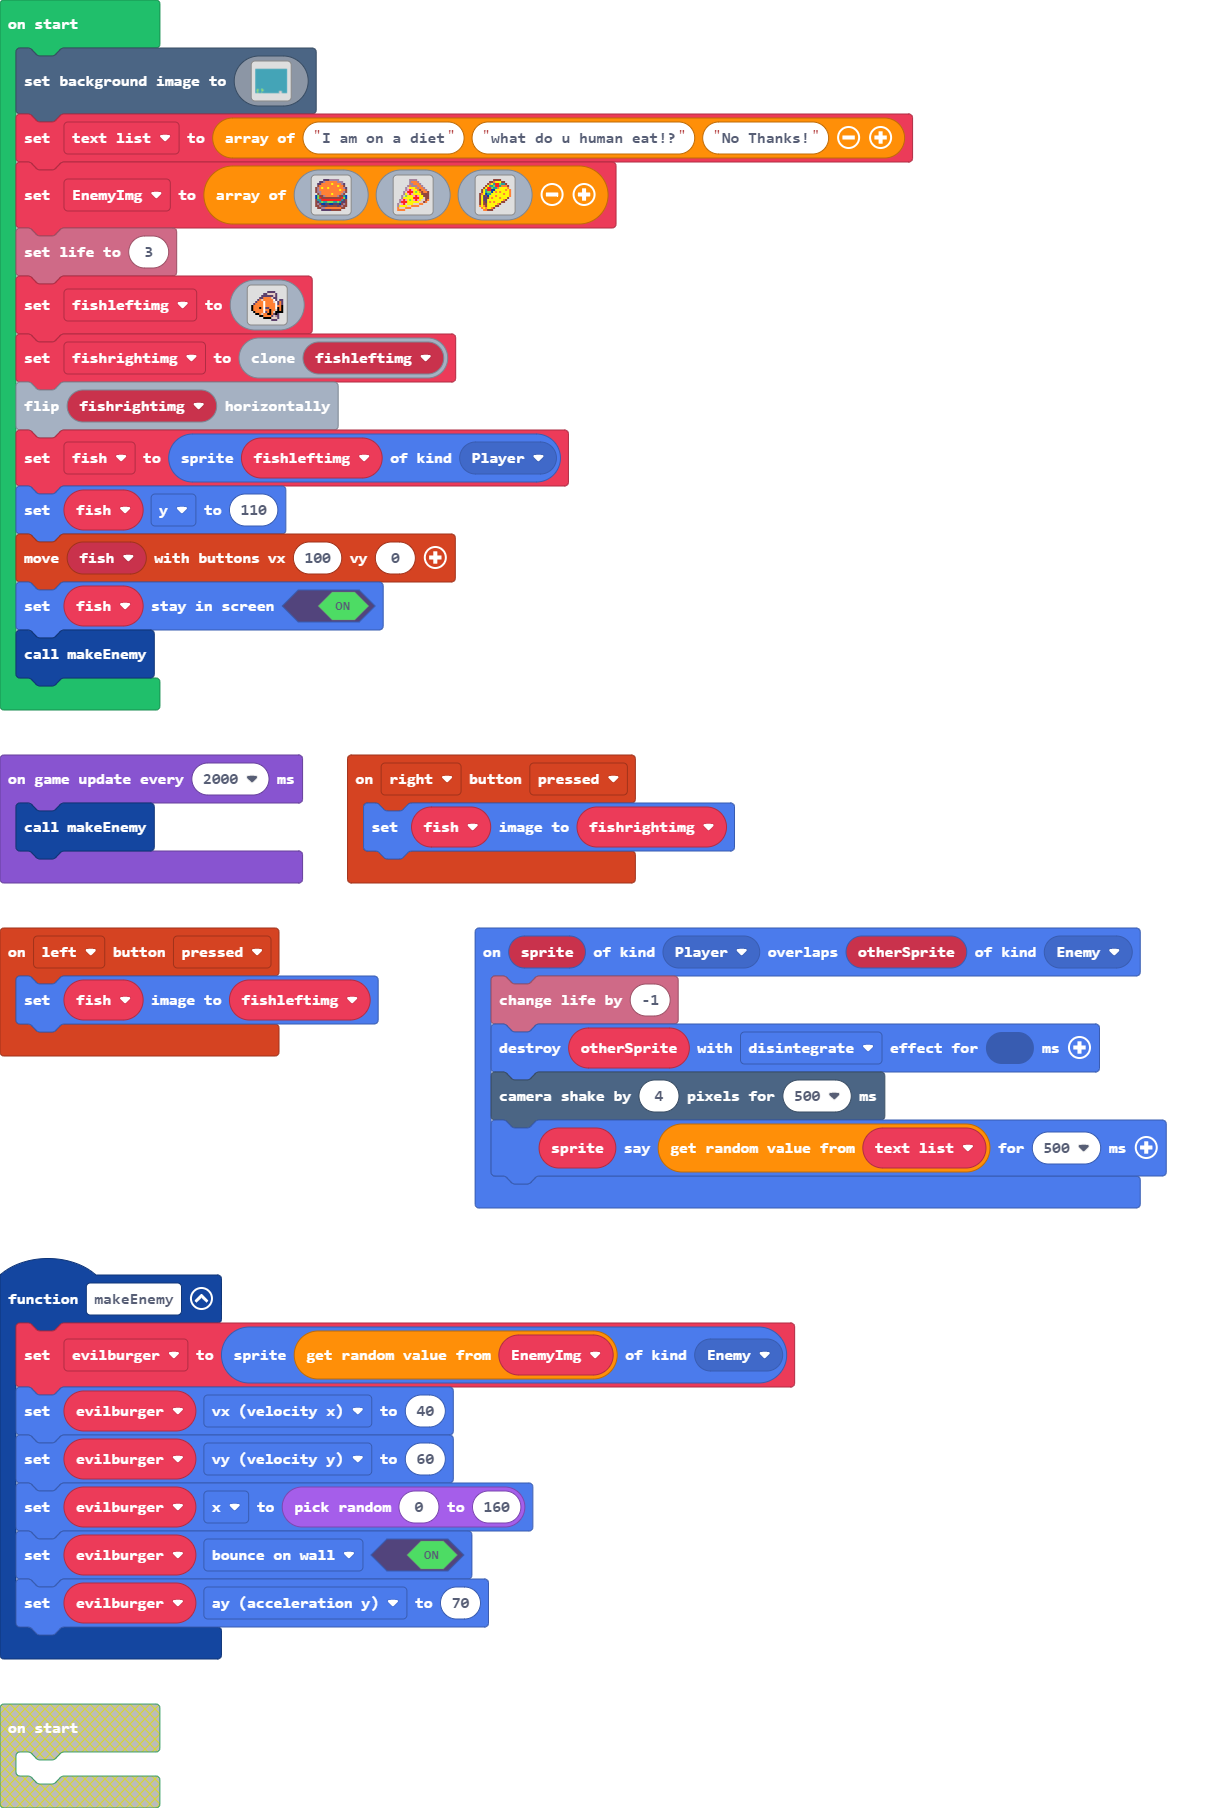 on start
set background image to
set text list to array of "I am on a diet" "what do u human eat!?" "No Thanks!"
set EnemyImg to array of
set life to 3
set fishleftimg to
set fishrightimg to clone fishleftimg
flip fishrightimg horizontally
set fish to sprite fishleftimg of kind Player
set fish y to 110
move fish with buttons vx 100 vy 0
set fish stay in screen ON
call makeEnemy
on game update every 2000 ms
call makeEnemy
on right button pressed
set fish image to fishrightimg
on left button pressed
set fish image to fishleftimg
on sprite of kind Player overlaps otherSprite of kind Enemy
change life by -1
destroy otherSprite with disintegrate effect for ms
camera shake by 4 pixels for 500 ms
sprite say get random value from text list for 500 ms
function makeEnemy
set evilburger to sprite get random value from EnemyImg of kind Enemy
set evilburger vx (velocity x) to 40
set evilburger vy (velocity y) to 60
set evilburger x to pick random 0 to 160
set evilburger bounce on wall ON
set evilburger ay (acceleration y) to 70
on start